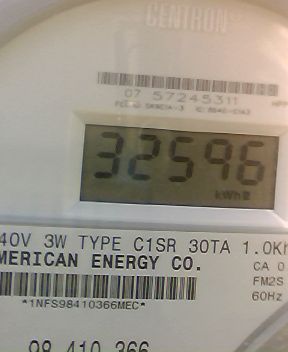 CENTRON
07 57245311
32596
kWh
40V 3W TYPE C1SR 30TA 1.0Kh
MERICAN ENERGY CO.
CA 0.
FM2S
60Hz
*1NFS98410366MEC*
98 410 366